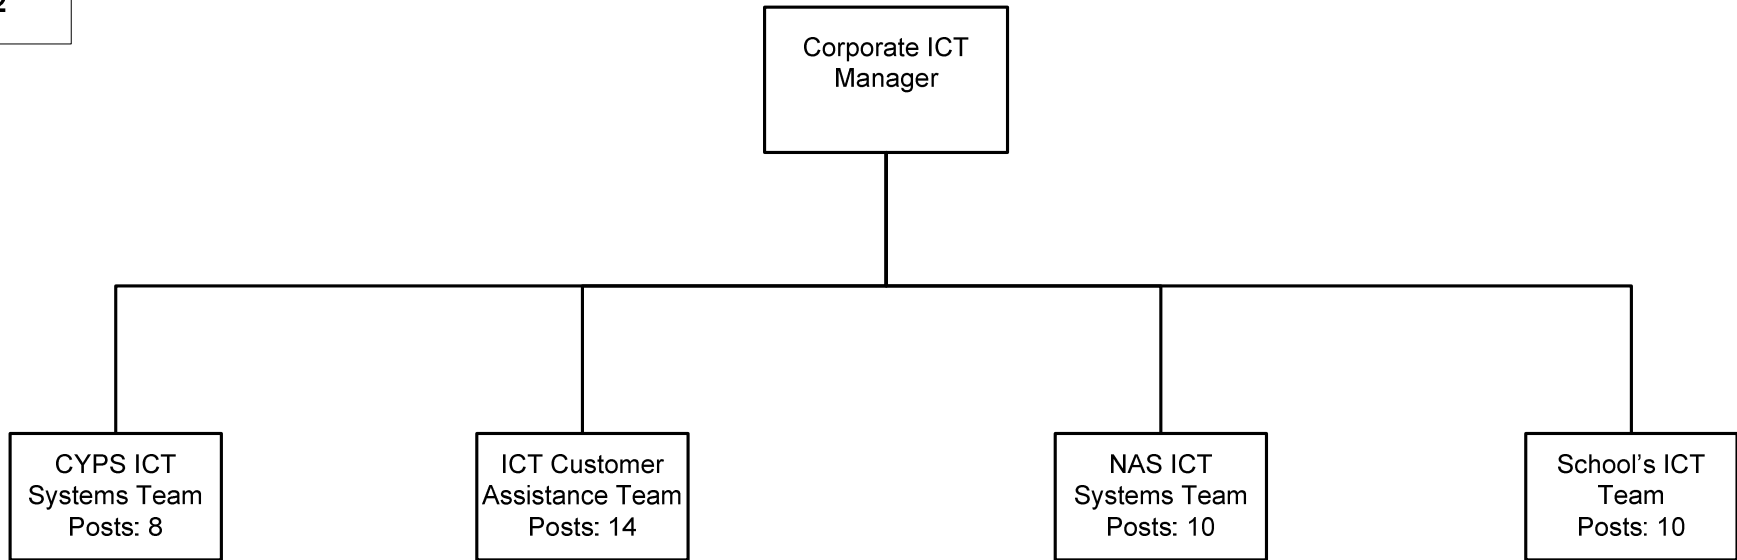 2
Corporate ICT
Manager
CYPS ICT
Systems Team
Posts: 8
ICT Customer
Assistance Team
Posts: 14
NAS ICT
Systems Team
Posts: 10
School’s ICT
Team
Posts: 10